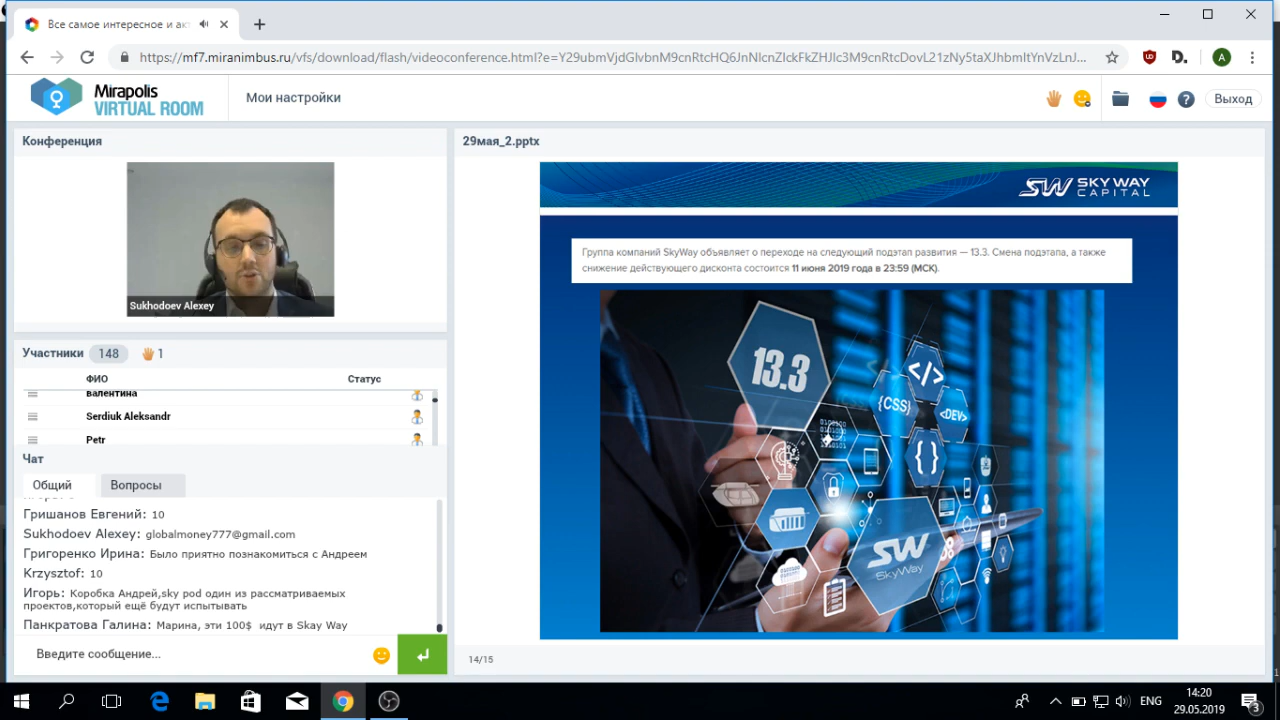 Все самое интересное и акт
https://mf7.miranimbus.ru/vfs/download/flash/videoconference.html?e=Y29ubmVjdGlvbnM9cnRtcHQ6JnNlcnZlckFkZHJlc3M9cnRtcDovL21zNy5taXJhbmltYnVzLnJ...
Mirapolis
VIRTUAL ROOM
Мои настройки
Выход
Конференция
29мая_2.pptx
Sukhodoev Alexey
SW SKY WAY
CAPITAL
Группа компаний SkyWay объявляет о переходе на следующий подэтап развития — 13.3. Смена подэтапа, а также
снижение действующего дисконта состоится 11 июня 2019 года в 23:59 (МСК).
13.3
</>
{CSS}
<DEV>
{ }
SW
SkyWay
Участники 148 1
ФИО Статус
валентина
Serdiuk Aleksandr
Petr
Чат
Общий Вопросы
Гришанов Евгений: 10
Sukhodoev Alexey: globalmoney777@gmail.com
Григоренко Ирина: Было приятно познакомиться с Андреем
Krzysztof: 10
Игорь: Коробка Андрей,sky pod один из рассматриваемых
проектов,который ещё будут испытывать
Панкратова Галина: Марина, эти 100$ идут в Skay Way
Введите сообщение...
14/15
ENG
14:20
29.05.2019
3